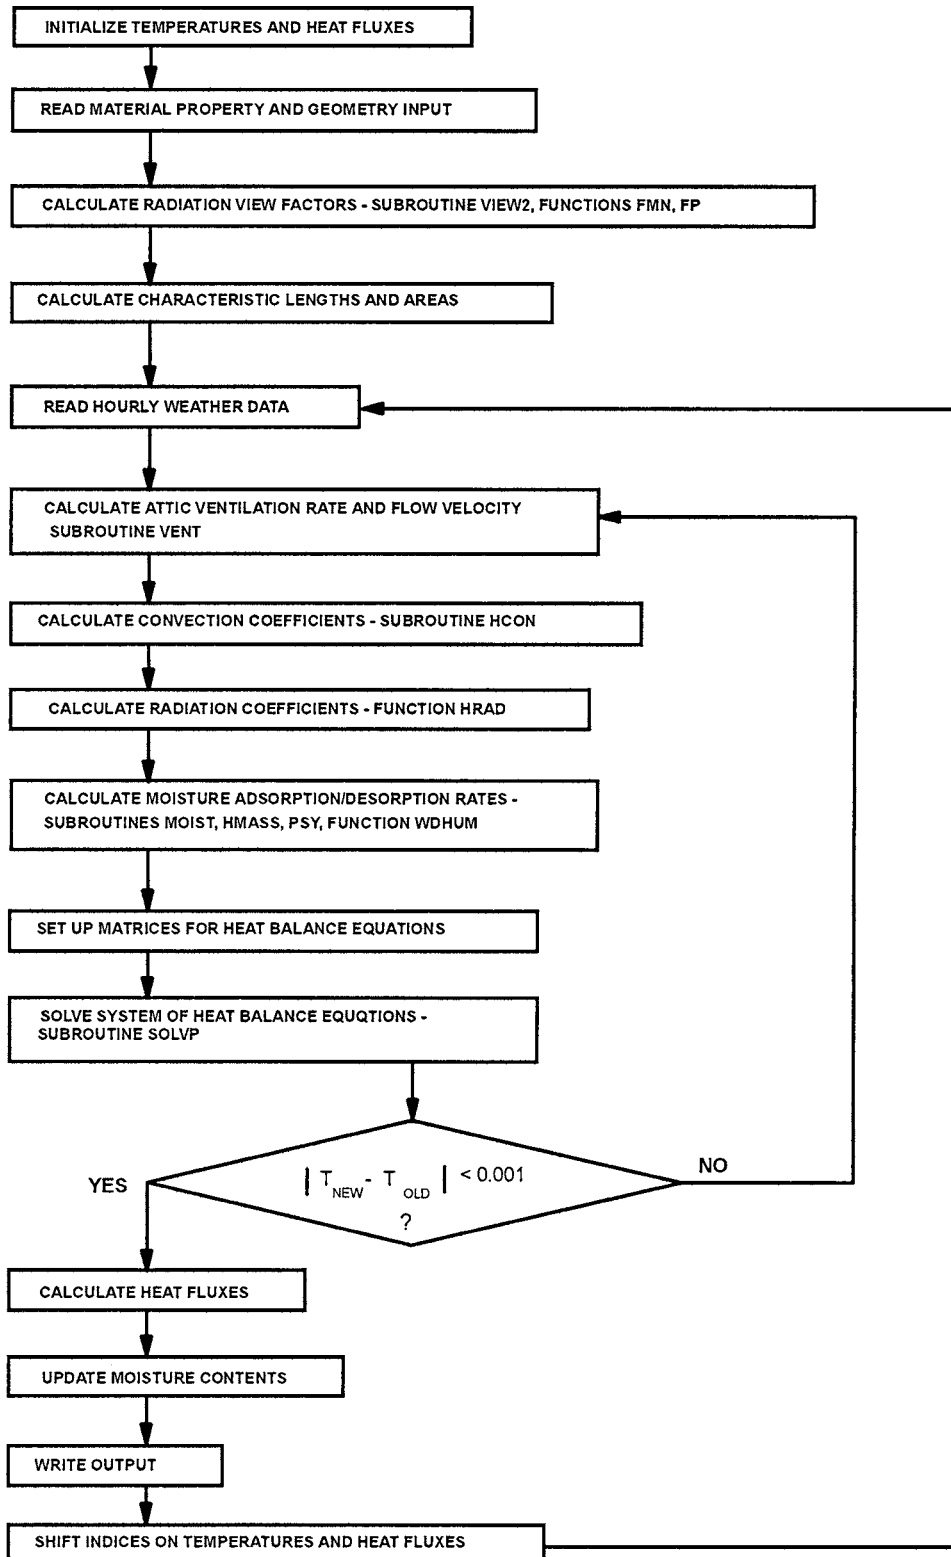 INITIALIZE TEMPERATURES AND HEAT FLUXES
READ MATERIAL PROPERTY AND GEOMETRY INPUT
CALCULATE RADIATION VIEW FACTORS - SUBROUTINE VIEW2, FUNCTIONS FMN, FP
CALCULATE CHARACTERISTIC LENGTHS AND AREAS
READ HOURLY WEATHER DATA
CALCULATE ATTIC VENTILATION RATE AND FLOW VELOCITY
SUBROUTINE VENT
CALCULATE CONVECTION COEFFICIENTS - SUBROUTINE HCON
CALCULATE RADIATION COEFFICIENTS - FUNCTION HRAD
CALCULATE MOISTURE ADSORPTION/DESORPTION RATES -
SUBROUTINES MOIST, HMASS, PSY, FUNCTION WDHUM
SET UP MATRICES FOR HEAT BALANCE EQUATIONS
SOLVE SYSTEM OF HEAT BALANCE EQUQTIONS -
SUBROUTINE SOLVP
| T NEW - T OLD | < 0.001
?
YES
NO
CALCULATE HEAT FLUXES
UPDATE MOISTURE CONTENTS
WRITE OUTPUT
SHIFT INDICES ON TEMPERATURES AND HEAT FLUXES